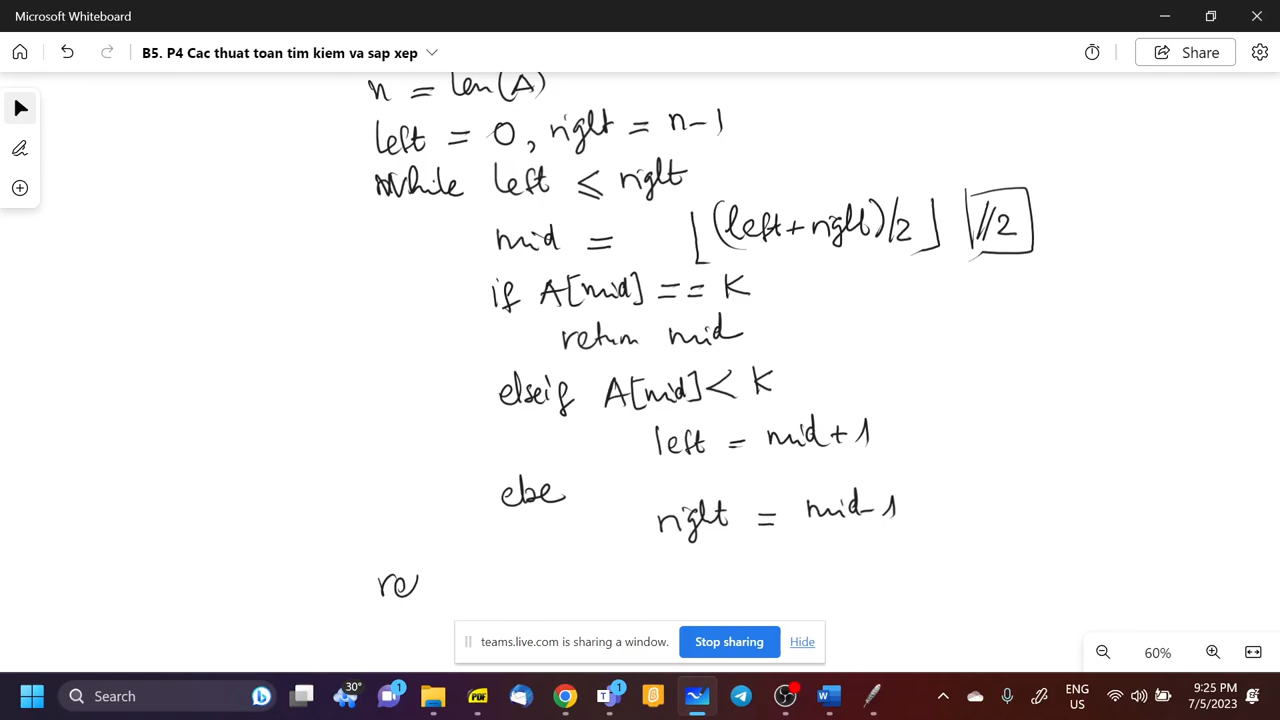 Microsoft Whiteboard
B5. P4 Cac thuat toan tim kiem va sap xep
Share
n = len(A)
left = 0, right = n-1
While left ≤ right
mid = ⌊(left+right)/2⌋ //2
if A[mid] == K
return mid
elseif A[mid] < K
left = mid+1
else
right = mid-1
re
teams.live.com is sharing a window. Stop sharing Hide
60%
Search
30°
1
PDF
1
ENG
US
9:25 PM
7/5/2023